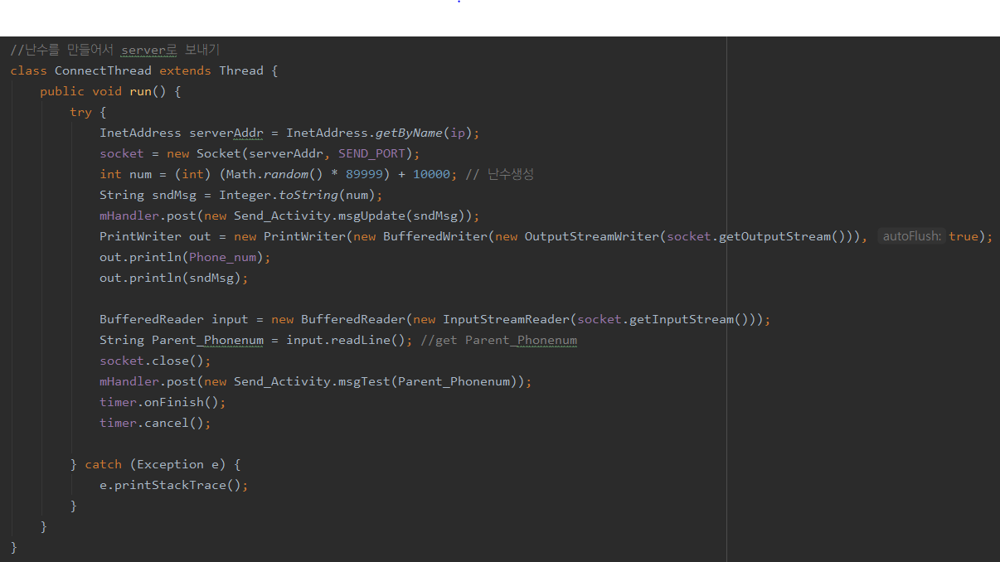 //난수를 만들어서 server로 보내기
class ConnectThread extends Thread {
public void run() {
try {
InetAddress serverAddr = InetAddress.getByName(ip);
socket = new Socket(serverAddr, SEND_PORT);
int num = (int) (Math.random() * 89999) + 10000; // 난수생성
String sndMsg = Integer.toString(num);
mHandler.post(new Send_Activity.msgUpdate(sndMsg));
PrintWriter out = new PrintWriter(new BufferedWriter(new OutputStreamWriter(socket.getOutputStream())), autoFlush: true);
out.println(Phone_num);
out.println(sndMsg);
BufferedReader input = new BufferedReader(new InputStreamReader(socket.getInputStream()));
String Parent_Phonenum = input.readLine(); //get Parent_Phonenum
socket.close();
mHandler.post(new Send_Activity.msgTest(Parent_Phonenum));
timer.onFinish();
timer.cancel();
} catch (Exception e) {
e.printStackTrace();
}
}
}